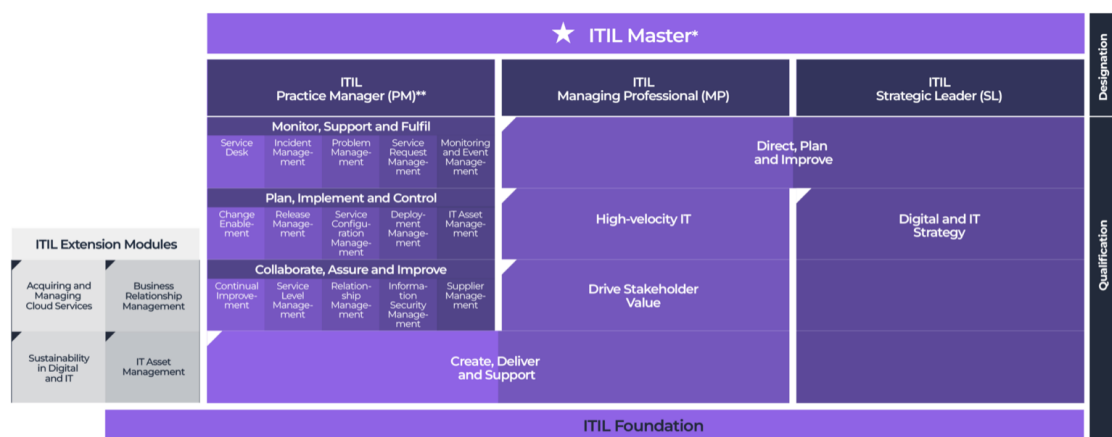 ITIL Master*
Designation
ITIL
Practice Manager (PM)**
ITIL
Managing Professional (MP)
ITIL
Strategic Leader (SL)
Qualification
Monitor, Support and Fulfil
Service
Desk
Incident
Manage-
ment
Problem
Manage-
ment
Service
Request
Manage-
ment
Monitoring
and Event
Manage-
ment
Direct, Plan
and Improve
Plan, Implement and Control
Change
Enable-
ment
Release
Manage-
ment
Service
Configu-
ration
Manage-
ment
Deploy-
ment
Manage-
ment
IT Asset
Manage-
ment
High-velocity IT
Digital and IT
Strategy
ITIL Extension Modules
Acquiring and
Managing
Cloud Services
Business
Relationship
Management
Sustainability
in Digital
and IT
IT Asset
Management
Collaborate, Assure and Improve
Continual
Improve-
ment
Service
Level
Manage-
ment
Relation-
ship
Manage-
ment
Informa-
tion
Security
Manage-
ment
Supplier
Manage-
ment
Drive Stakeholder
Value
Create, Deliver
and Support
ITIL Foundation